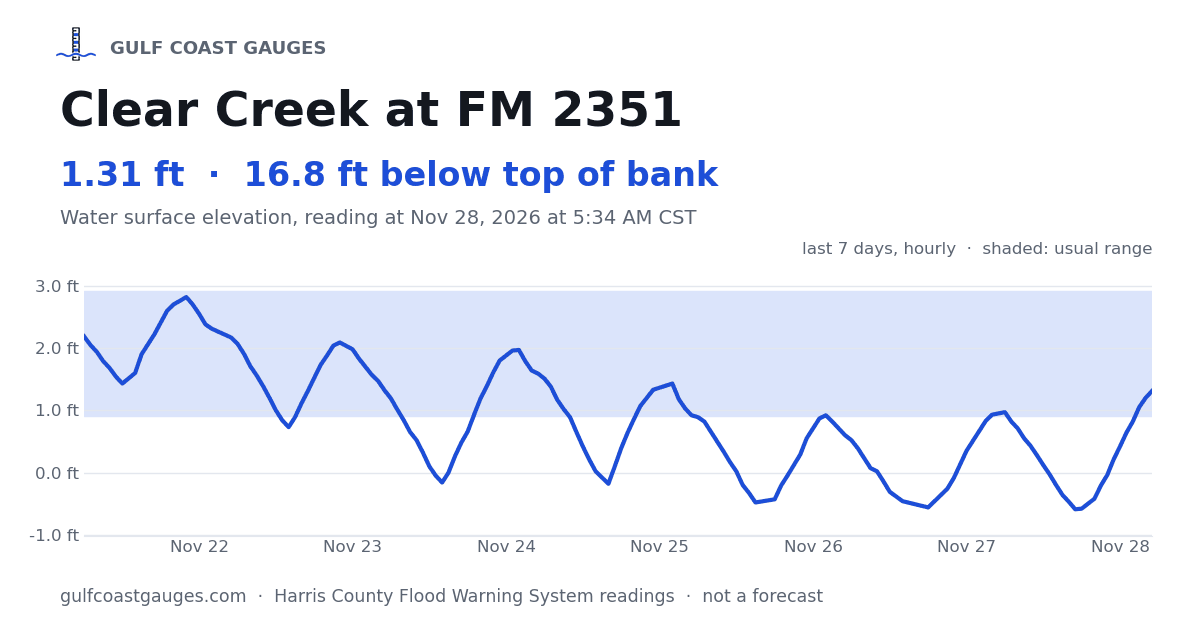 GULF COAST GAUGES
Clear Creek at FM 2351
1.31 ft · 16.8 ft below top of bank
Water surface elevation, reading at Nov 28, 2026 at 5:34 AM CST
last 7 days, hourly · shaded: usual range
3.0 ft
2.0 ft
1.0 ft
0.0 ft
-1.0 ft
Nov 22 Nov 23 Nov 24 Nov 25 Nov 26 Nov 27 Nov 28
gulfcoastgauges.com · Harris County Flood Warning System readings · not a forecast